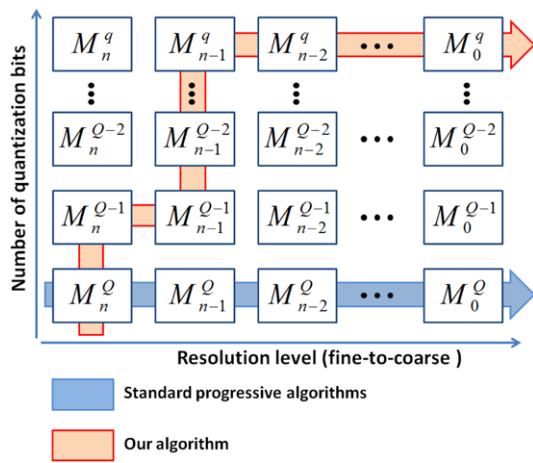 Number of quantization bits
M_n^q M_{n-1}^q M_{n-2}^q ••• M_0^q
⋮ ⋮ ⋮ ⋮
M_n^{Q-2} M_{n-1}^{Q-2} M_{n-2}^{Q-2} ••• M_0^{Q-2}
M_n^{Q-1} M_{n-1}^{Q-1} M_{n-2}^{Q-1} ••• M_0^{Q-1}
M_n^Q M_{n-1}^Q M_{n-2}^Q ••• M_0^Q
Resolution level (fine-to-coarse )
Standard progressive algorithms
Our algorithm